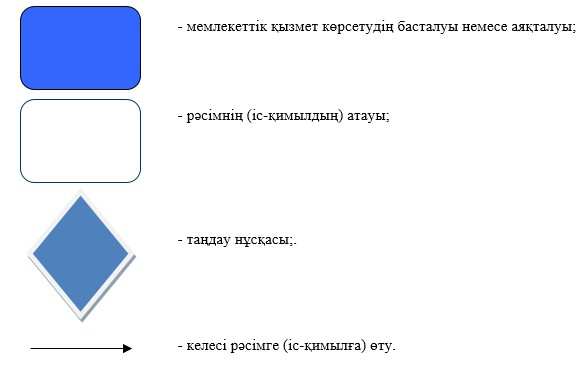 - мемлекеттік қызмет көрсетудің басталуы немесе аяқталуы;
- рәсімнің (іс-қимылдың) атауы;
- таңдау нұсқасы;.
- келесі рәсімге (іс-қимылға) өту.